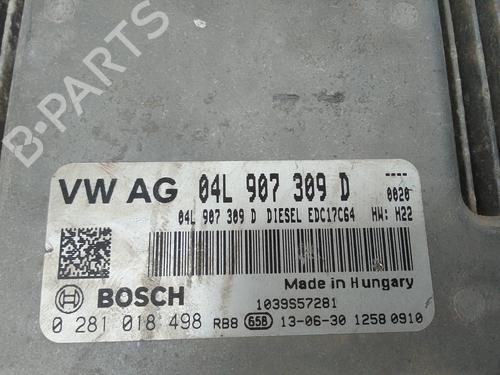 B-PARTS
VW AG 04L 907 309 D ----
0020
04L 907 309 D DIESEL EDC17C64 HW: H22
Made in Hungary
BOSCH 1039S57281
0 281 018 498 RB8 658 13-06-30 1258 0910